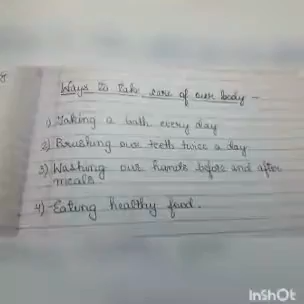 Ways to take care of our body -
1) Taking a bath every day
2) Brushing our teeth twice a day
3) Washing our hands before and after
meals.
4) Eating healthy food.
InShOt